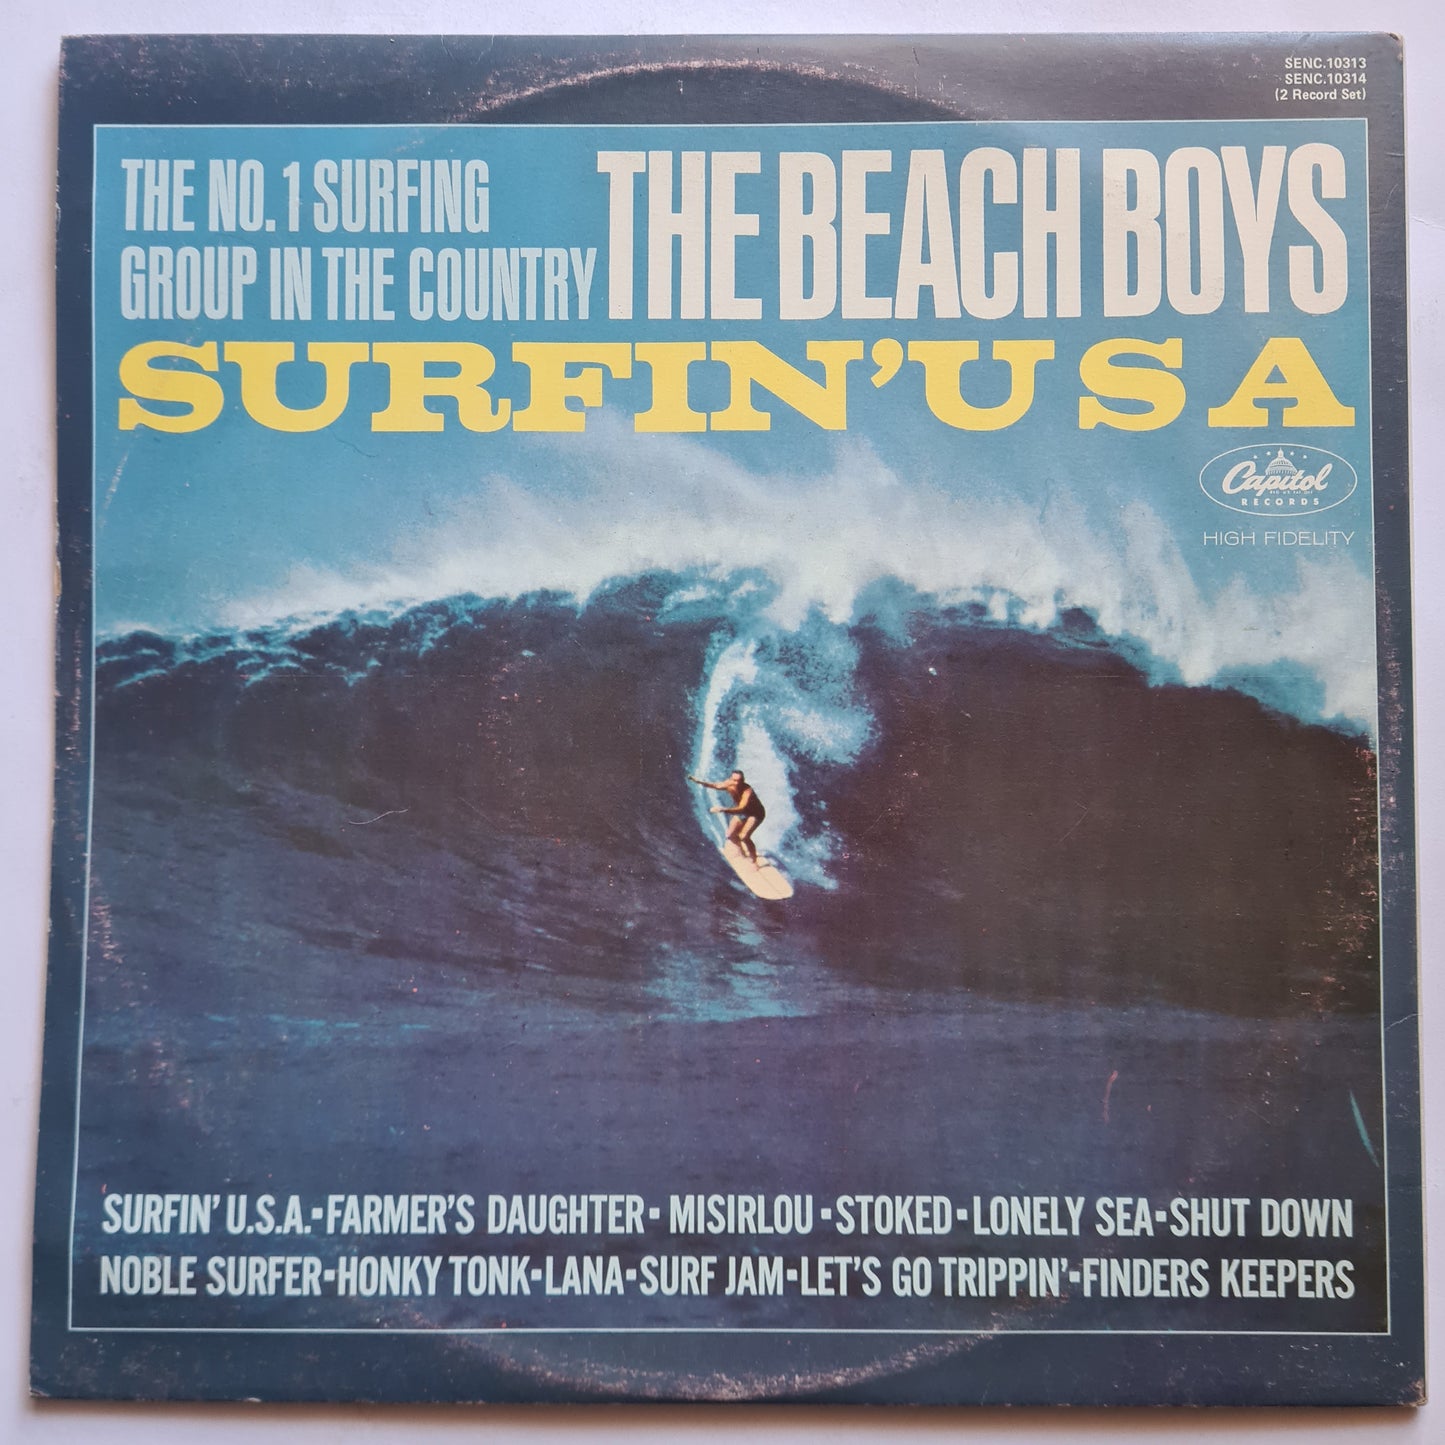 SENC.10313
SENC.10314
(2 Record Set)
THE NO. 1 SURFING
GROUP IN THE COUNTRY
THE BEACH BOYS
SURFIN' USA
Capitol
RECORDS
HIGH FIDELITY
SURFIN' U.S.A.▪FARMER'S DAUGHTER▪MISIRLOU▪STOKED▪LONELY SEA▪SHUT DOWN
NOBLE SURFER▪HONKY TONK▪LANA▪SURF JAM▪LET'S GO TRIPPIN'▪FINDERS KEEPERS